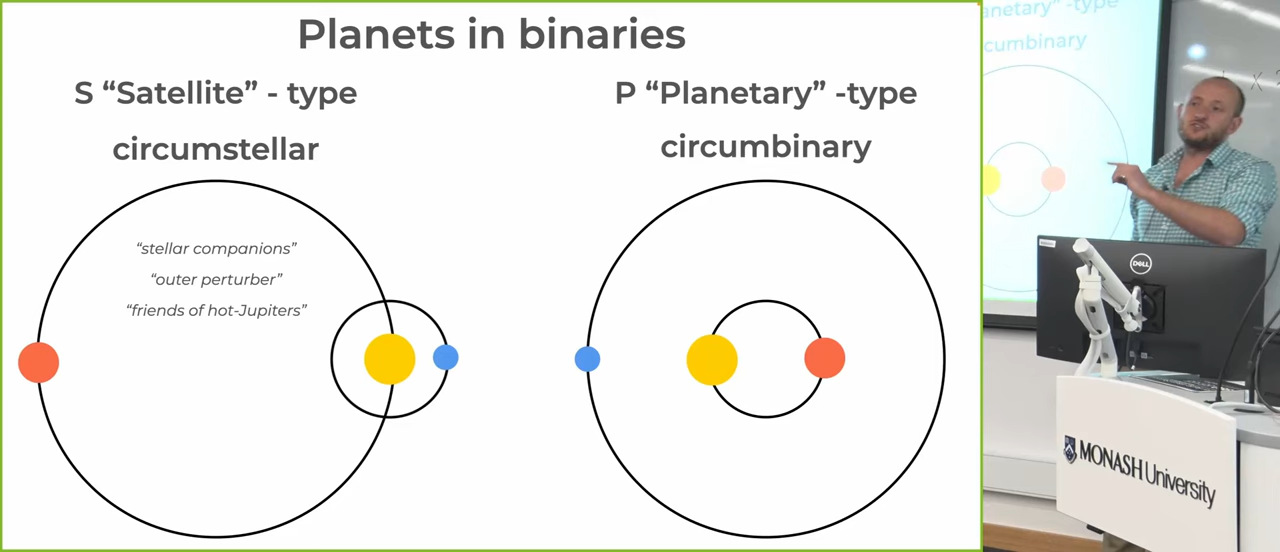 Planets in binaries
S “Satellite” - type
circumstellar
“stellar companions”
“outer perturber”
“friends of hot-Jupiters”
P “Planetary” -type
circumbinary
anetary” -type
cumbinary
x
DELL
MONASH University